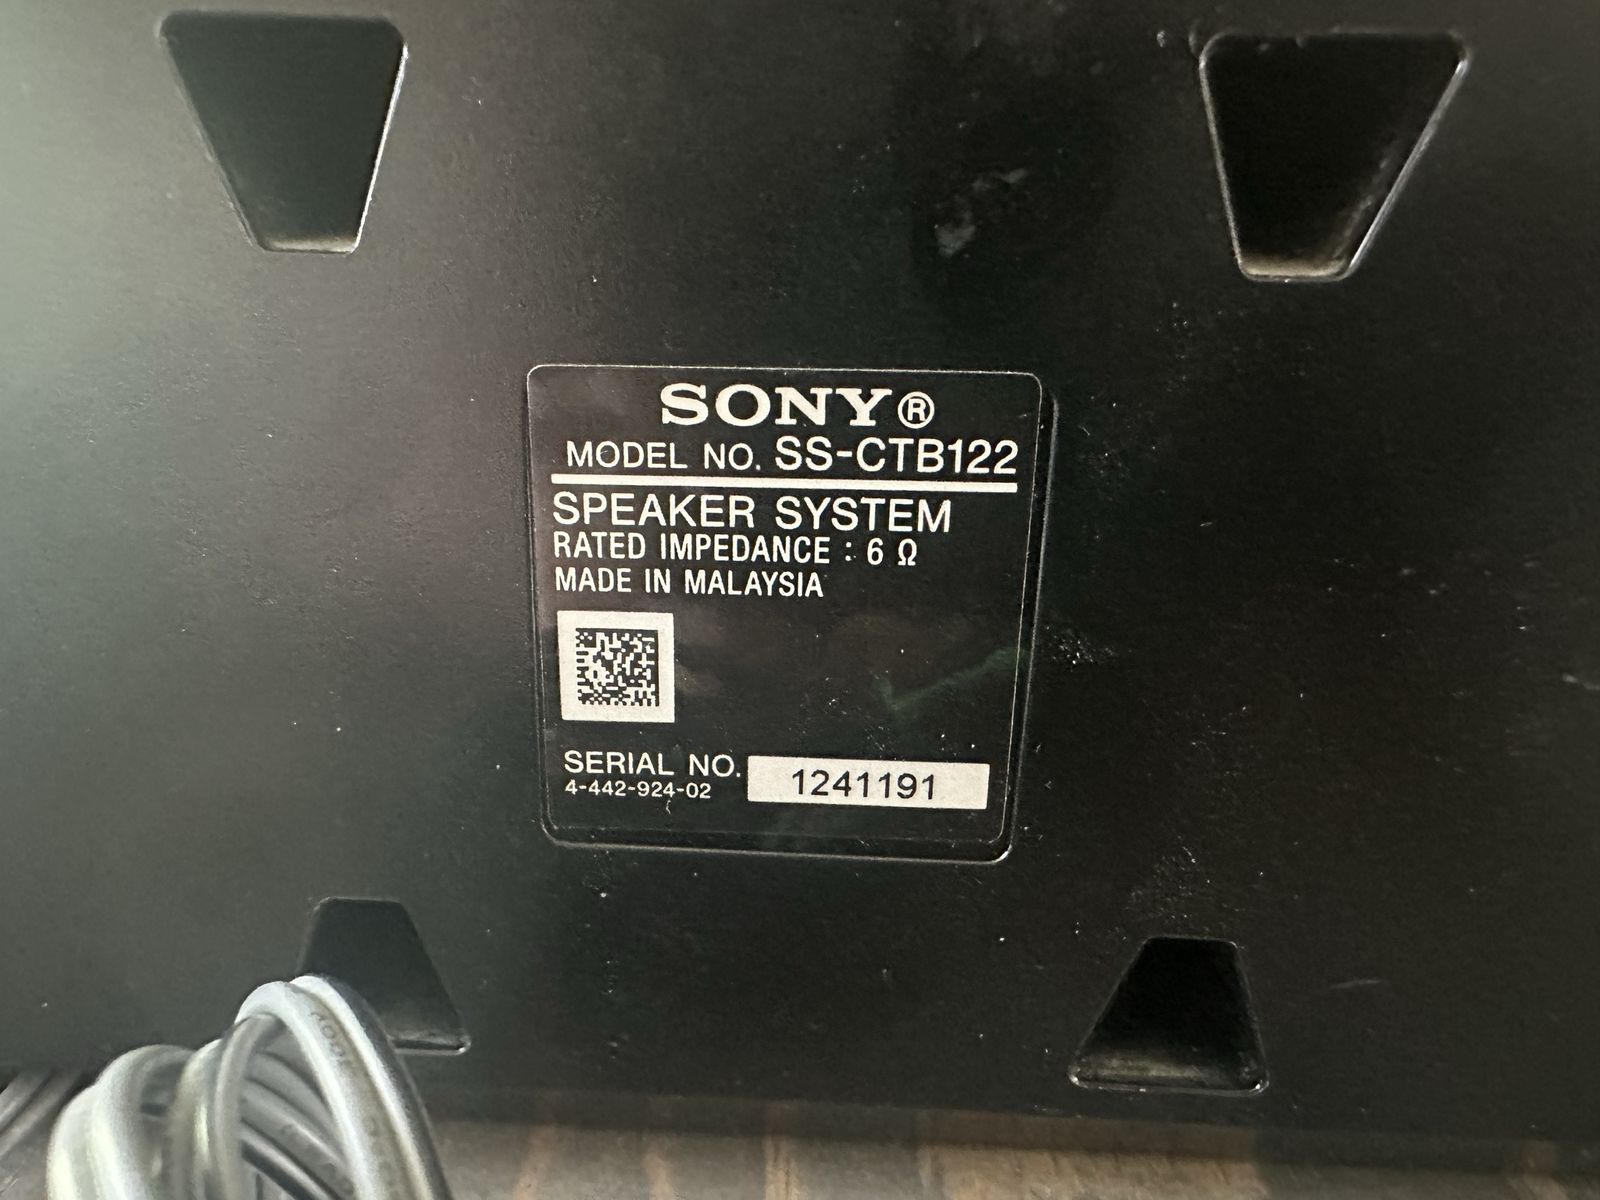 SONY®
MODEL NO. SS-CTB122
SPEAKER SYSTEM
RATED IMPEDANCE : 6 Ω
MADE IN MALAYSIA
SERIAL NO. 1241191
4-442-924-02